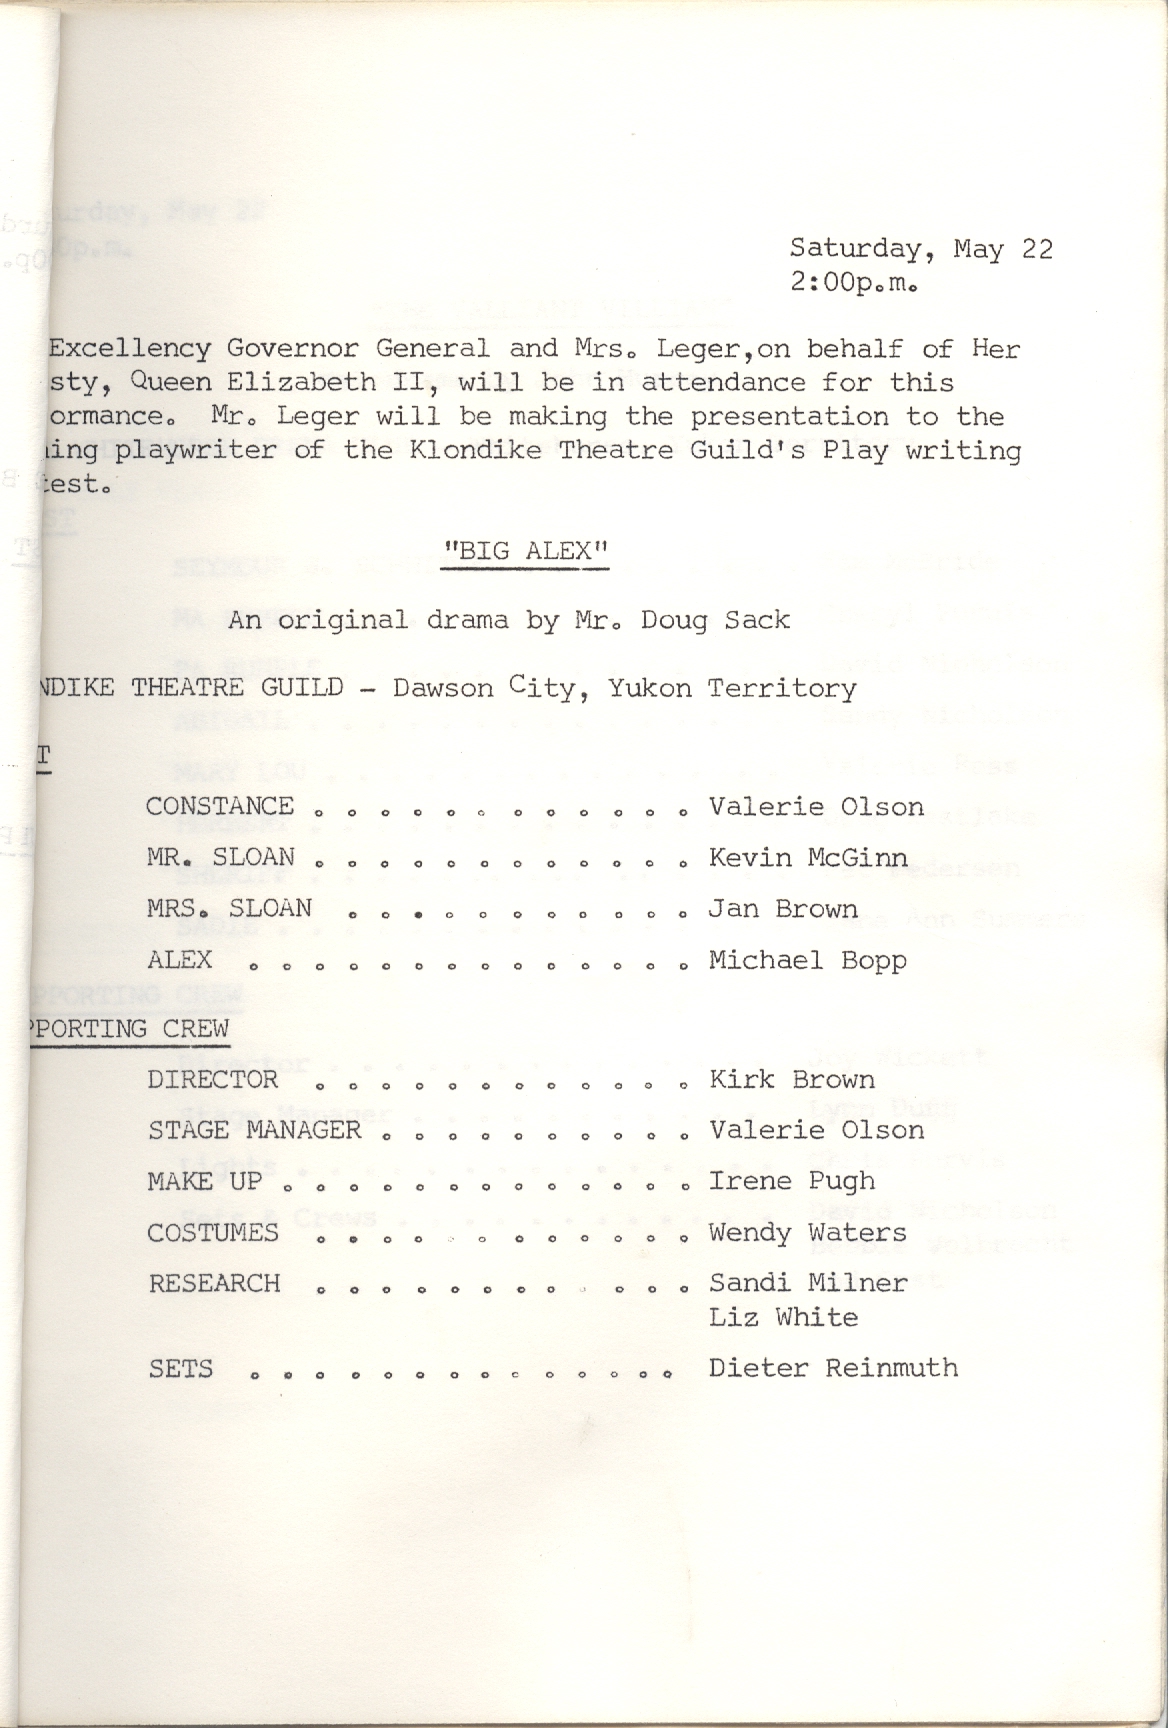 Saturday, May 22
2:00p.m.
Excellency Governor General and Mrs. Leger,on behalf of Her
sty, Queen Elizabeth II, will be in attendance for this
ormance. Mr. Leger will be making the presentation to the
ing playwriter of the Klondike Theatre Guild's Play writing
est.
"BIG ALEX"
An original drama by Mr. Doug Sack
NDIKE THEATRE GUILD - Dawson City, Yukon Territory
T
CONSTANCE . . . . . . . . . . . . Valerie Olson
MR. SLOAN . . . . . . . . . . . . Kevin McGinn
MRS. SLOAN . . . . . . . . . . . Jan Brown
ALEX . . . . . . . . . . . . . . Michael Bopp
PPORTING CREW
DIRECTOR . . . . . . . . . . . . Kirk Brown
STAGE MANAGER . . . . . . . . . . Valerie Olson
MAKE UP . . . . . . . . . . . . . Irene Pugh
COSTUMES . . . . . . . . . . . . Wendy Waters
RESEARCH . . . . . . . . . . . . Sandi Milner
Liz White
SETS . . . . . . . . . . . . . . Dieter Reinmuth